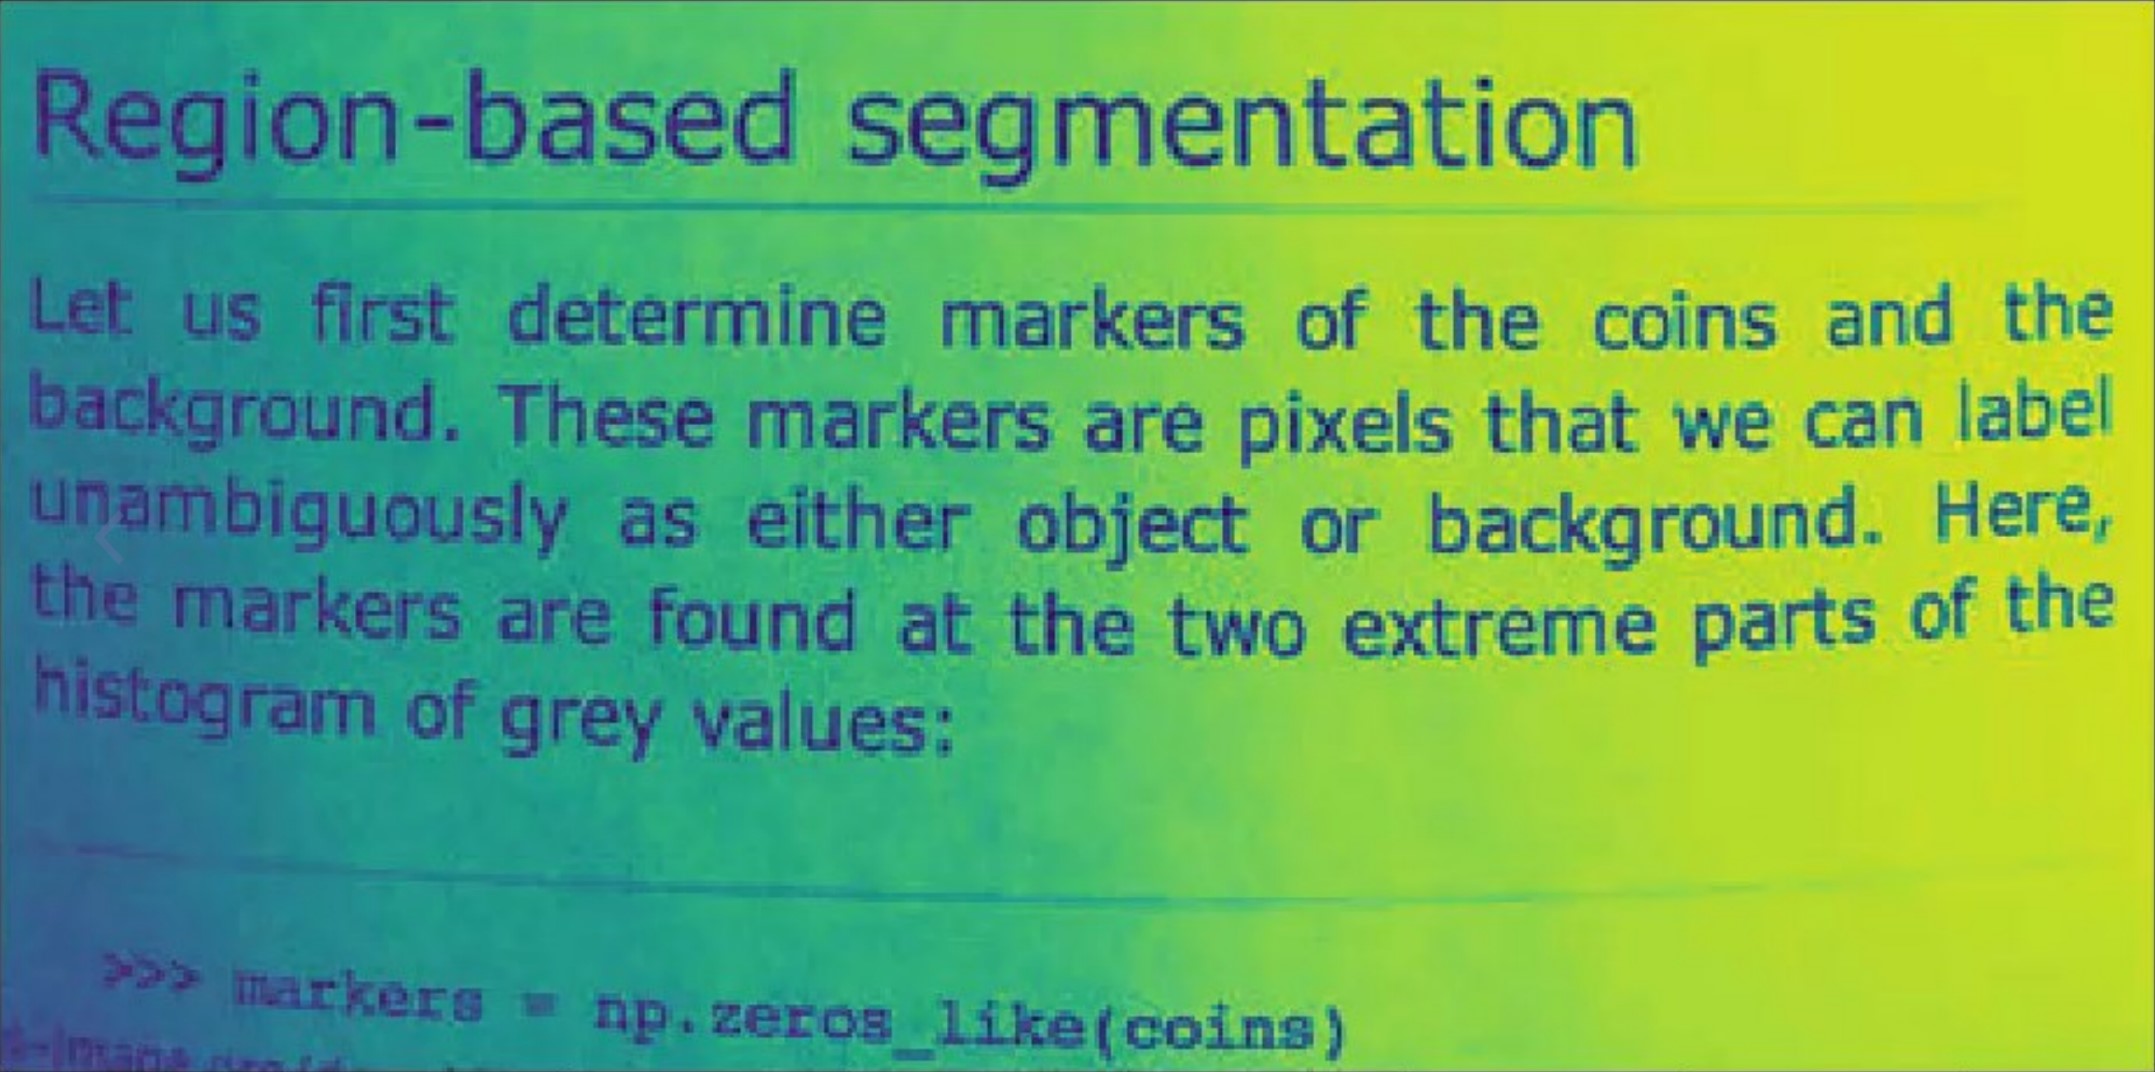 Region-based segmentation
Let us first determine markers of the coins and the
background. These markers are pixels that we can label
unambiguously as either object or background. Here,
the markers are found at the two extreme parts of the
histogram of grey values:
>>> markers = np.zeros_like(coins)